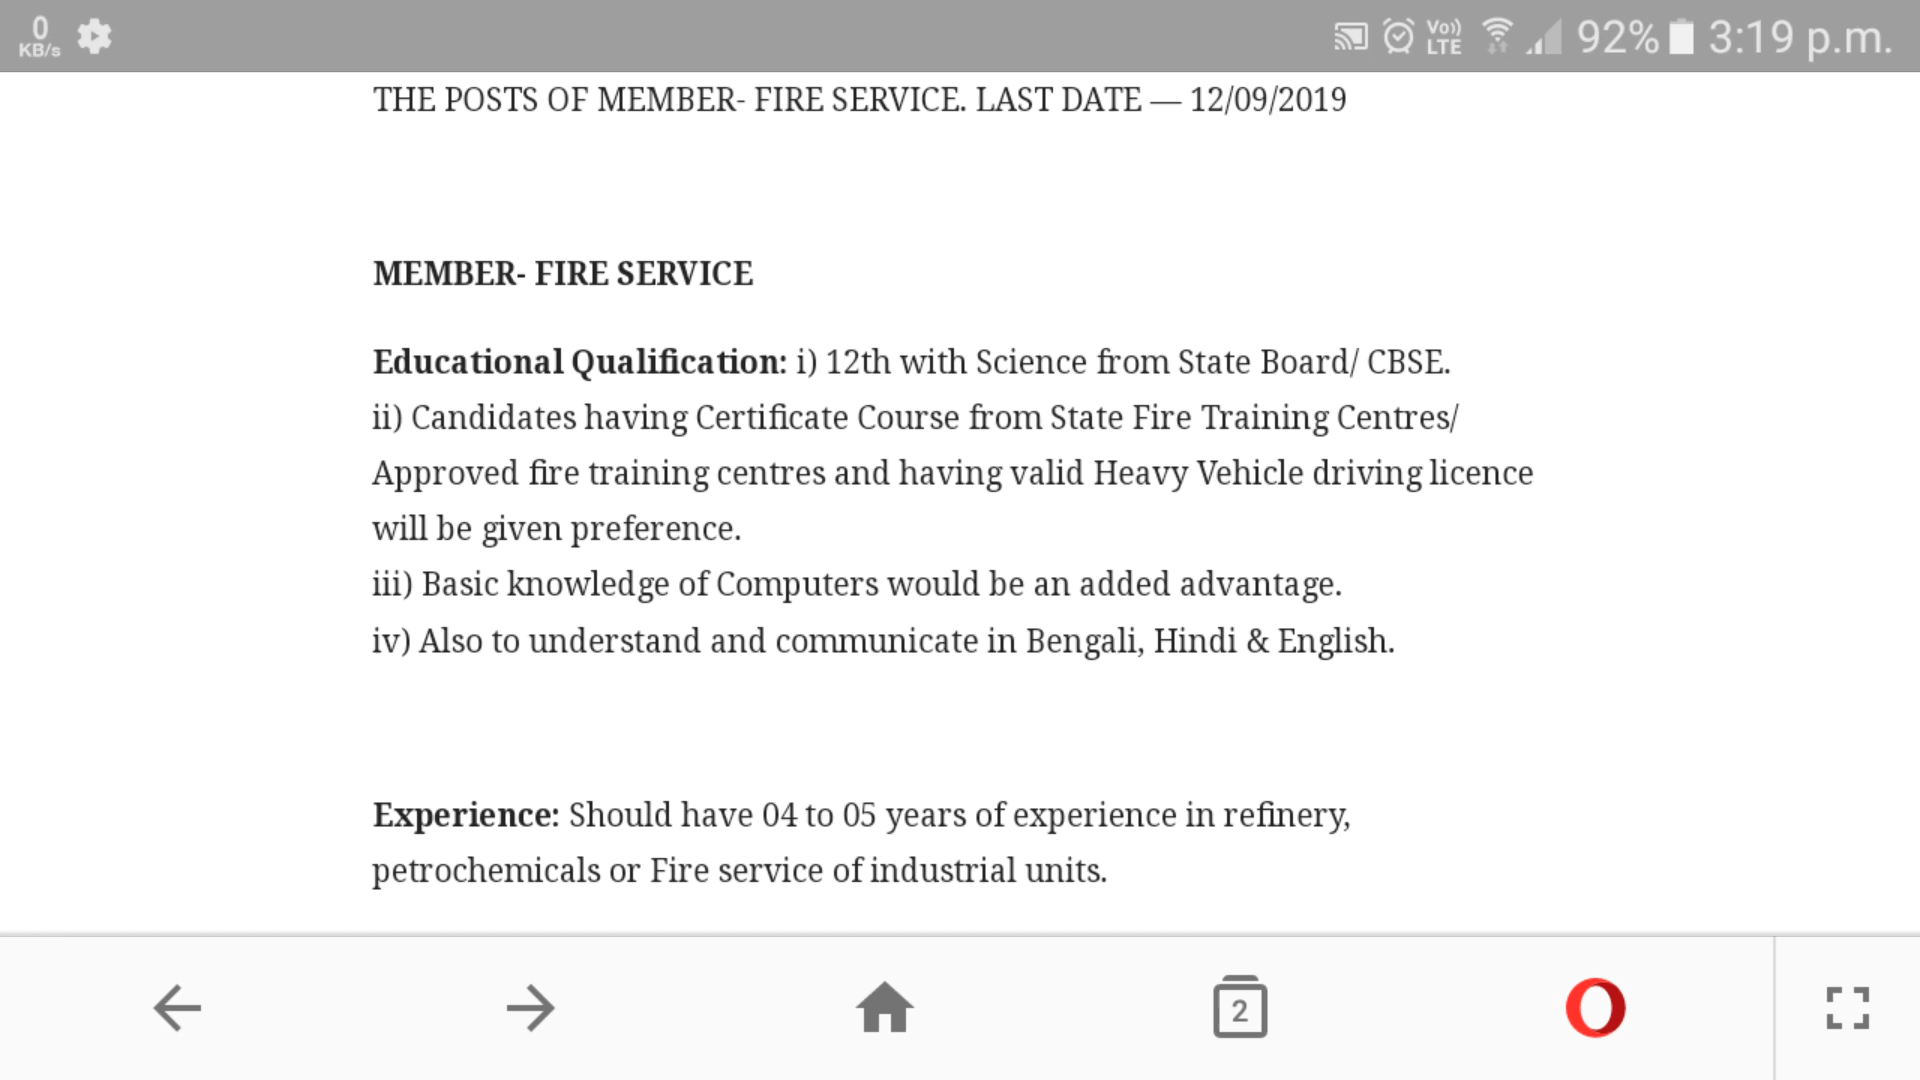 0
KB/s
Vo))
LTE
92%
3:19 p.m.
THE POSTS OF MEMBER- FIRE SERVICE. LAST DATE — 12/09/2019
MEMBER- FIRE SERVICE
Educational Qualification: i) 12th with Science from State Board/ CBSE.
ii) Candidates having Certificate Course from State Fire Training Centres/
Approved fire training centres and having valid Heavy Vehicle driving licence
will be given preference.
iii) Basic knowledge of Computers would be an added advantage.
iv) Also to understand and communicate in Bengali, Hindi & English.
Experience: Should have 04 to 05 years of experience in refinery,
petrochemicals or Fire service of industrial units.
2